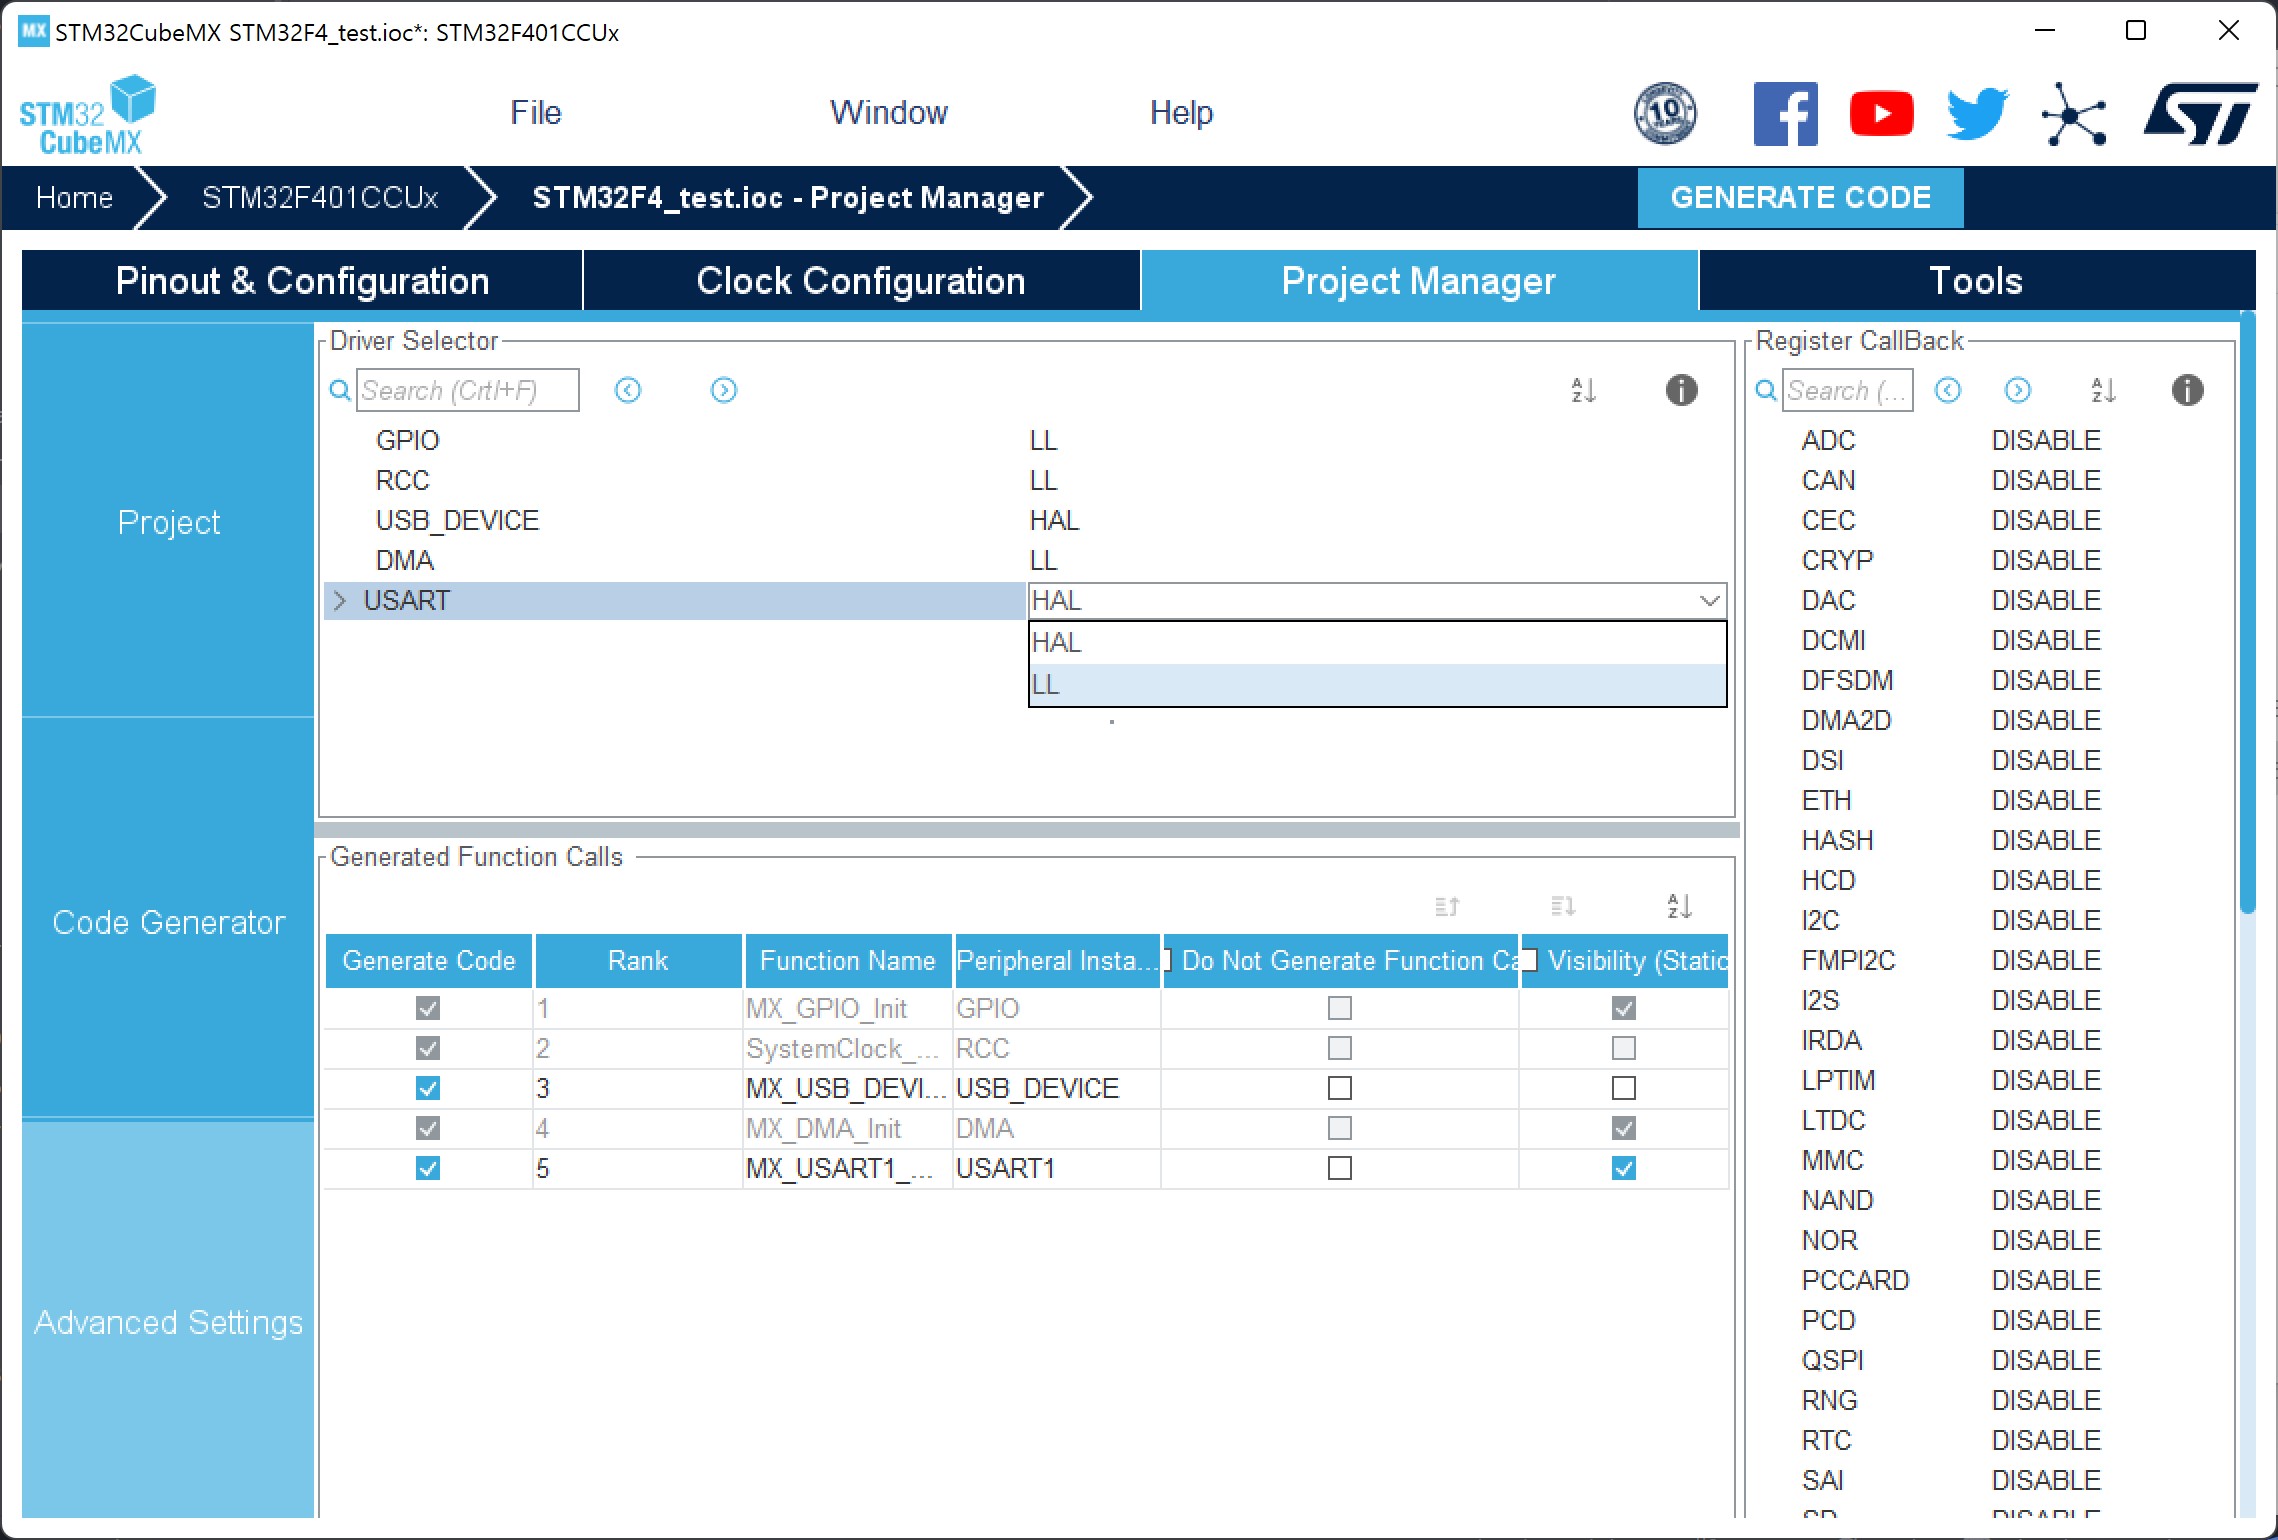 MX STM32CubeMX STM32F4_test.ioc*: STM32F401CCUx
STM32
CubeMX
File Window Help
10
Home STM32F401CCUx STM32F4_test.ioc - Project Manager GENERATE CODE
Pinout & Configuration Clock Configuration Project Manager Tools
Project
Code Generator
Advanced Settings
Driver Selector
Search (Crtl+F)
GPIO LL
RCC LL
USB_DEVICE HAL
DMA LL
USART HAL
HAL
LL
Generated Function Calls
Generate Code Rank Function Name Peripheral Insta... Do Not Generate Function Ca Visibility (Static
1 MX_GPIO_Init GPIO
2 SystemClock_... RCC
3 MX_USB_DEVI... USB_DEVICE
4 MX_DMA_Init DMA
5 MX_USART1_... USART1
Register CallBack
Search (...
ADC DISABLE
CAN DISABLE
CEC DISABLE
CRYP DISABLE
DAC DISABLE
DCMI DISABLE
DFSDM DISABLE
DMA2D DISABLE
DSI DISABLE
ETH DISABLE
HASH DISABLE
HCD DISABLE
I2C DISABLE
FMPI2C DISABLE
I2S DISABLE
IRDA DISABLE
LPTIM DISABLE
LTDC DISABLE
MMC DISABLE
NAND DISABLE
NOR DISABLE
PCCARD DISABLE
PCD DISABLE
QSPI DISABLE
RNG DISABLE
RTC DISABLE
SAI DISABLE